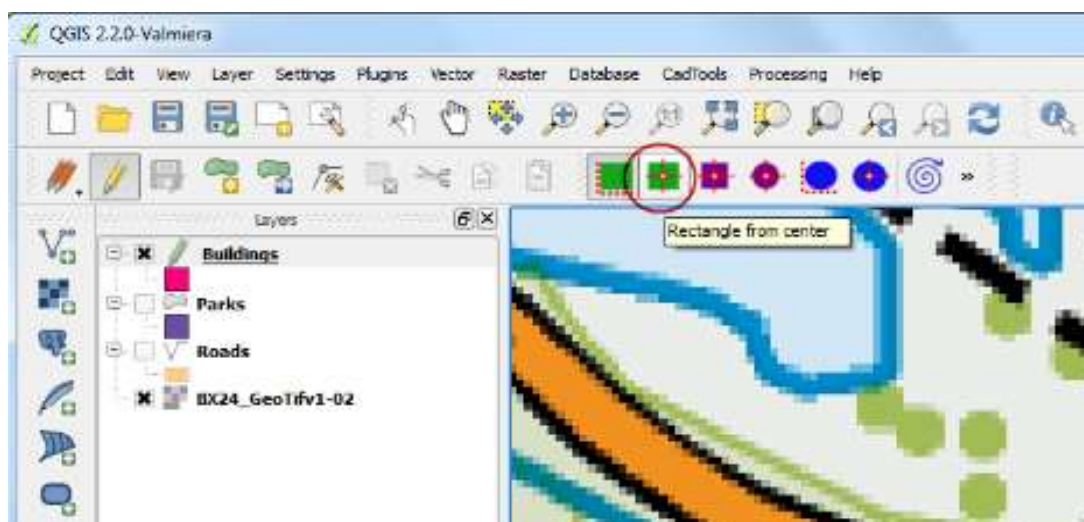 QGIS 2.2.0-Valmiera
Project Edit View Layer Settings Plugins Vector Raster Database CadTools Processing Help
Layers
Rectangle from center
Buildings
Parks
Roads
BX24_GeoTifv1-02